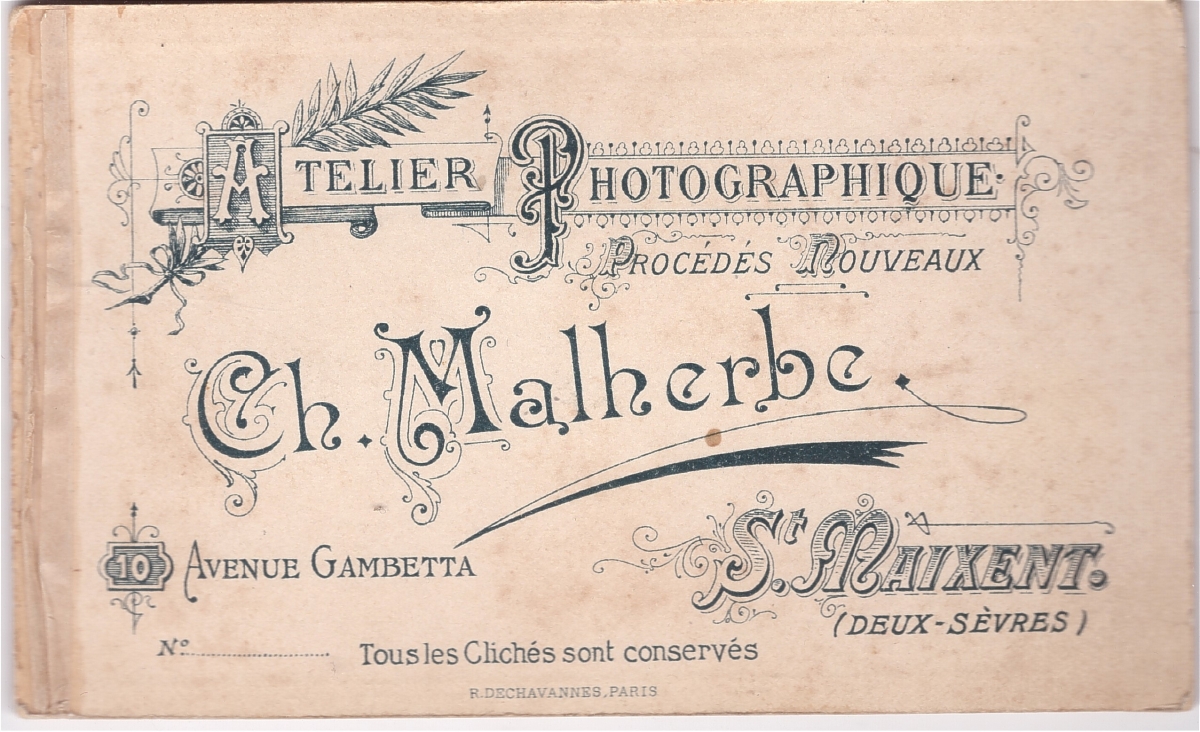 ATELIER PHOTOGRAPHIQUE
PROCÉDÉS NOUVEAUX
Ch. Malherbe.
10 AVENUE GAMBETTA
St. MAIXENT.
(DEUX-SÈVRES)
No
Tous les Clichés sont conservés
R. DECHAVANNES, PARIS